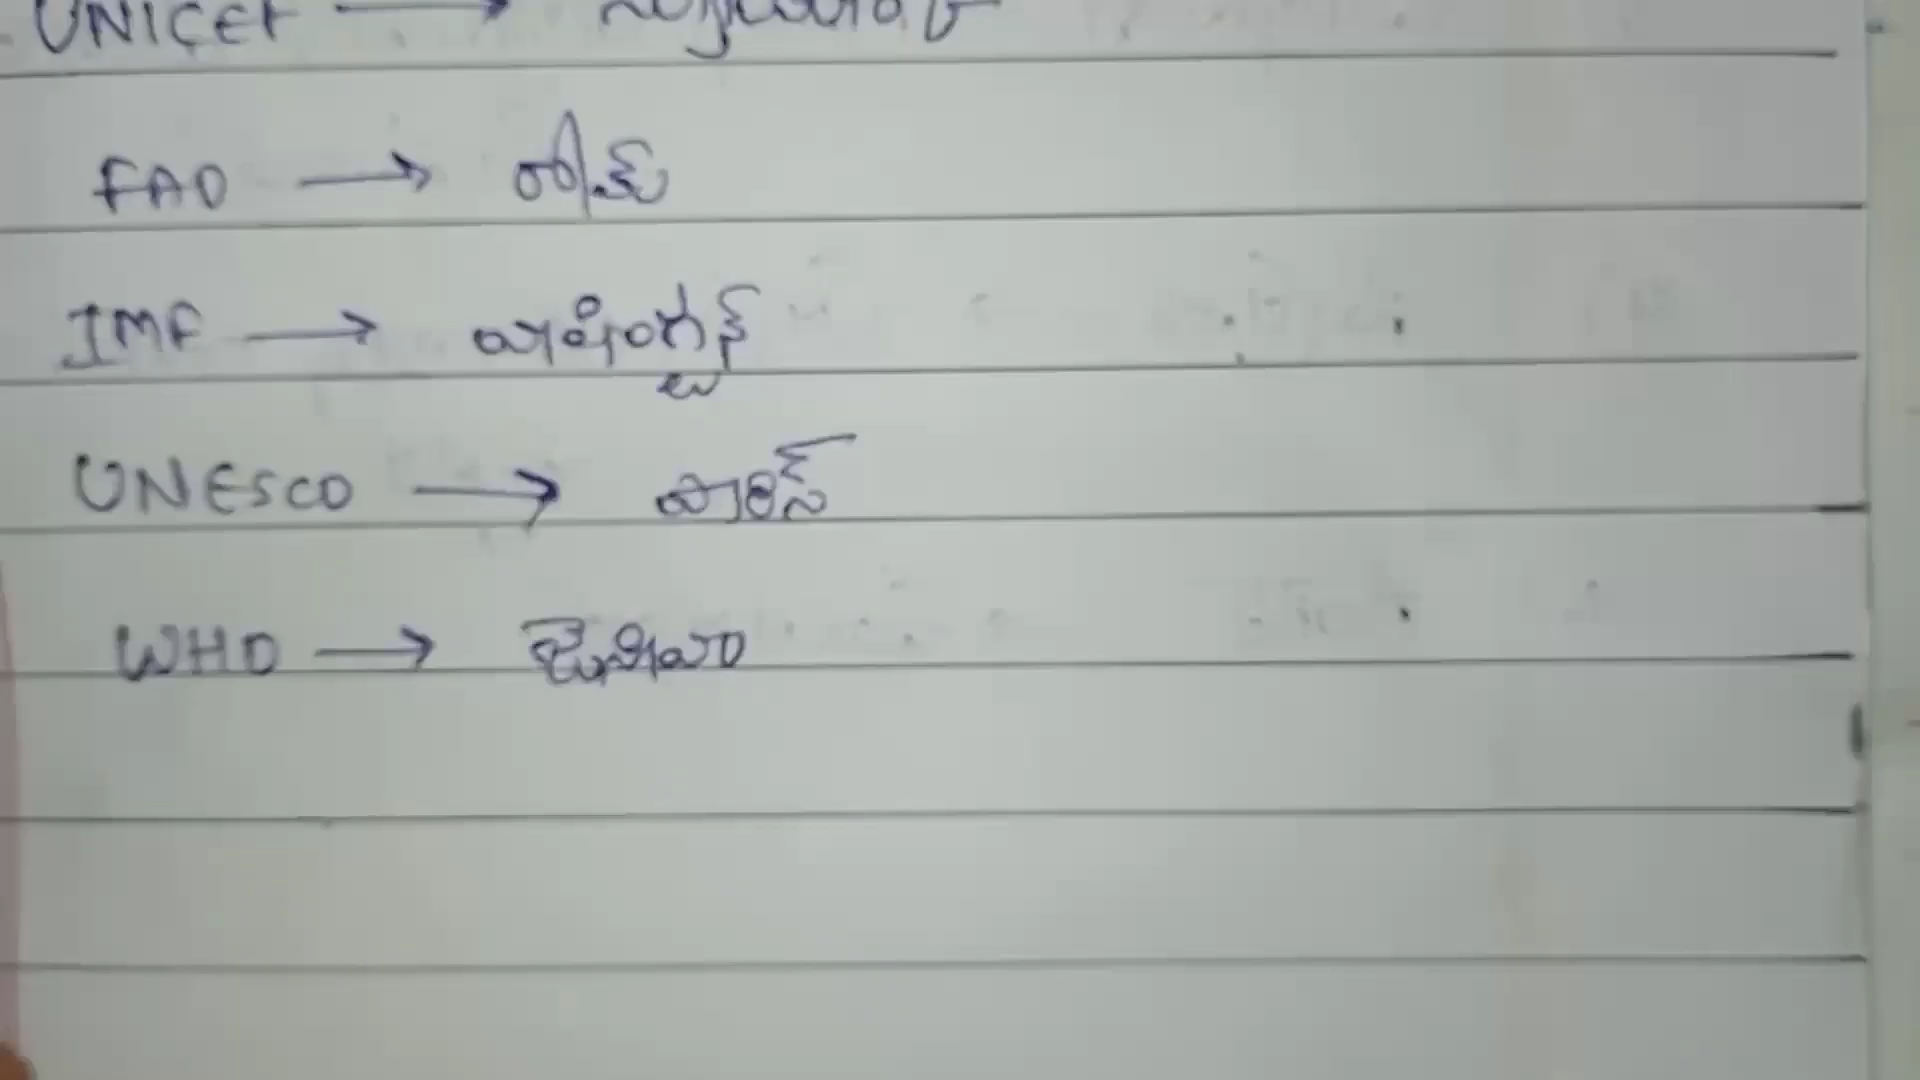 UNICEF → న్యూయార్క్
FAO → రోమ్
IMF → వాషింగ్టన్
UNESCO → పారిస్
WHO → జెనీవా